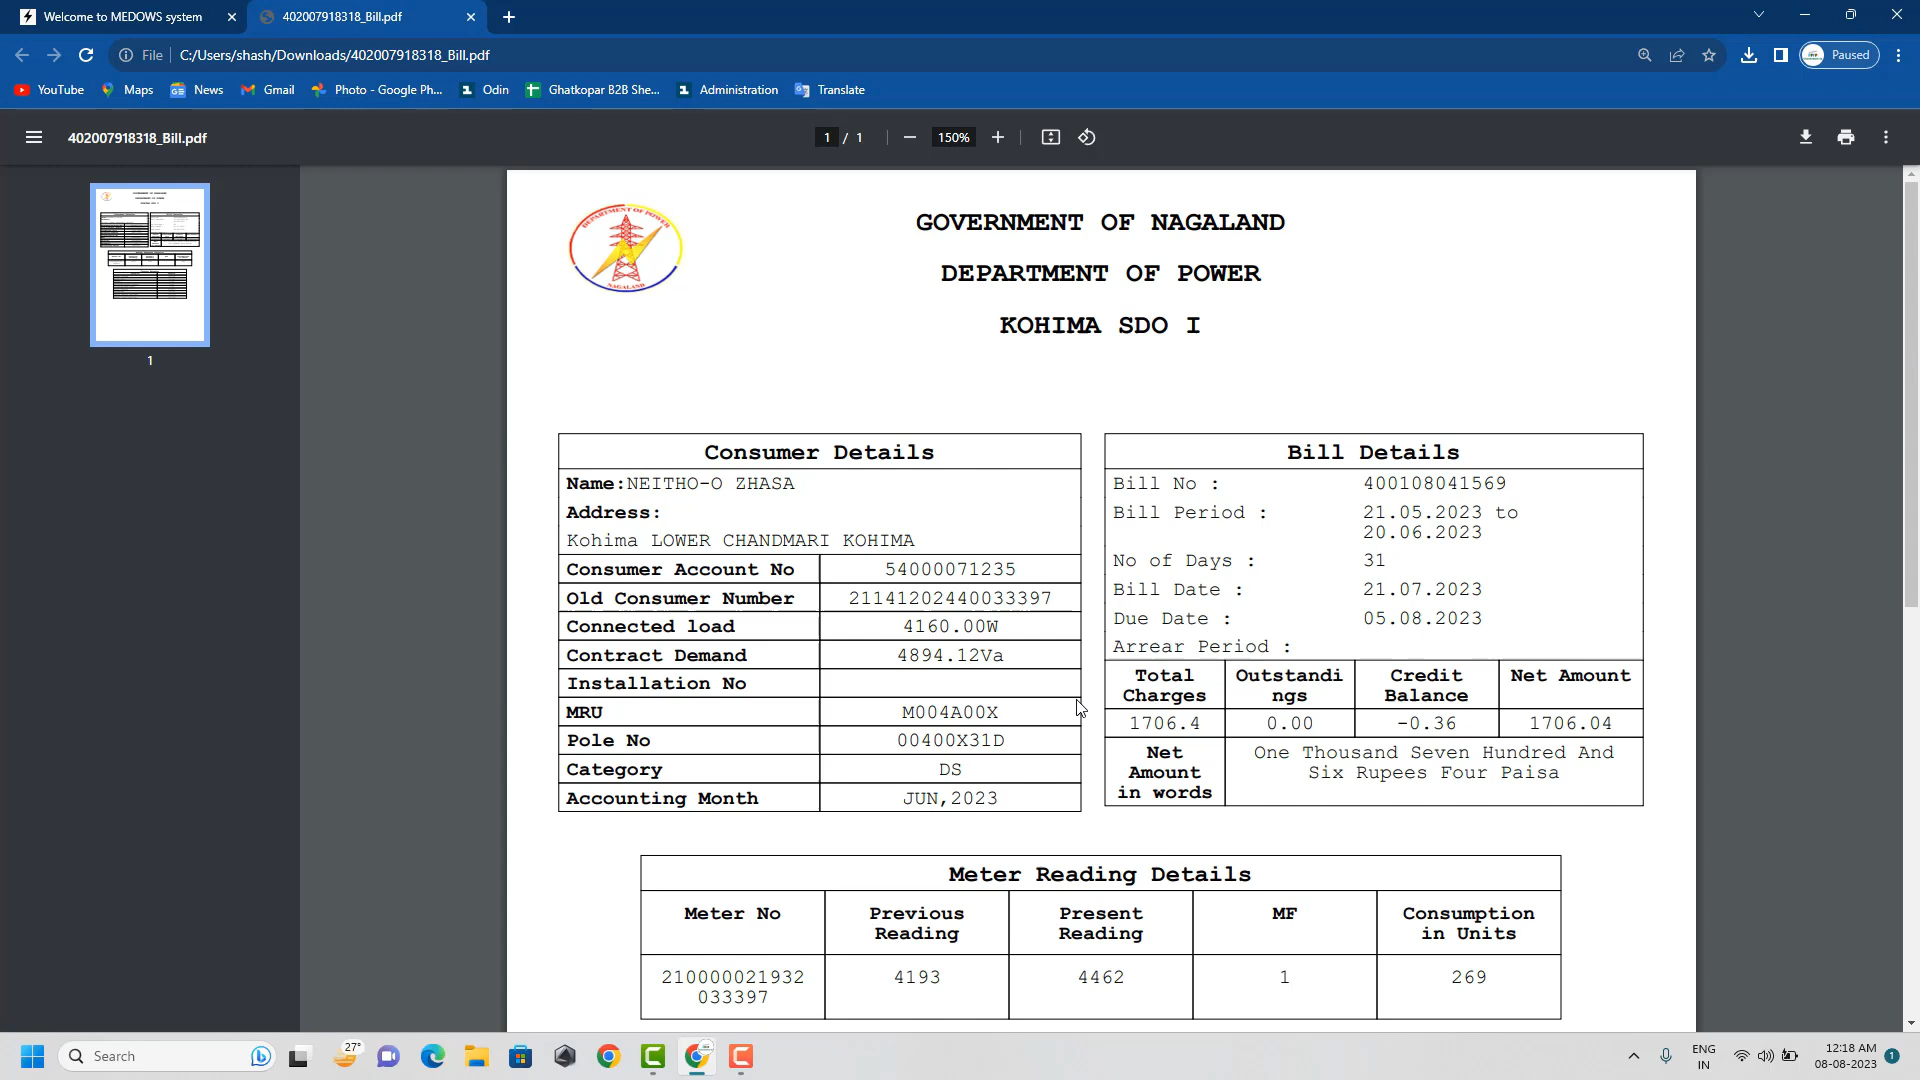 Welcome to MEDOWS system
402007918318_Bill.pdf
File
C:/Users/shash/Downloads/402007918318_Bill.pdf
Paused
YouTube
Maps
News
Gmail
Photo - Google Ph...
Odin
Ghatkopar B2B She...
Administration
Translate
402007918318_Bill.pdf
1 / 1
150%
1
DEPARTMENT OF POWER
NAGALAND
GOVERNMENT OF NAGALAND
DEPARTMENT OF POWER
KOHIMA SDO I
Consumer Details
Name:NEITHO-O ZHASA
Address:
Kohima LOWER CHANDMARI KOHIMA
Consumer Account No 54000071235
Old Consumer Number 21141202440033397
Connected load 4160.00W
Contract Demand 4894.12Va
Installation No
MRU M004A00X
Pole No 00400X31D
Category DS
Accounting Month JUN,2023
Bill Details
Bill No : 400108041569
Bill Period : 21.05.2023 to
20.06.2023
No of Days : 31
Bill Date : 21.07.2023
Due Date : 05.08.2023
Arrear Period :
Total Outstandi Credit Net Amount
Charges ngs Balance
1706.4 0.00 -0.36 1706.04
Net One Thousand Seven Hundred And
Amount Six Rupees Four Paisa
in words
Meter Reading Details
Meter No Previous Present MF Consumption
Reading Reading in Units
210000021932 4193 4462 1 269
033397
Search
27°
ENG
IN
12:18 AM
08-08-2023
1